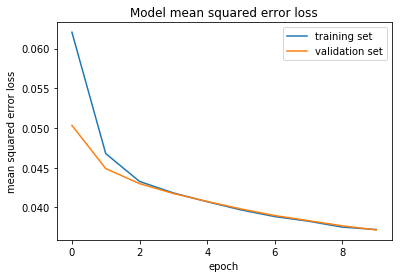 Model mean squared error loss
training set
validation set
mean squared error loss
0.060
0.055
0.050
0.045
0.040
0 2 4 6 8
epoch